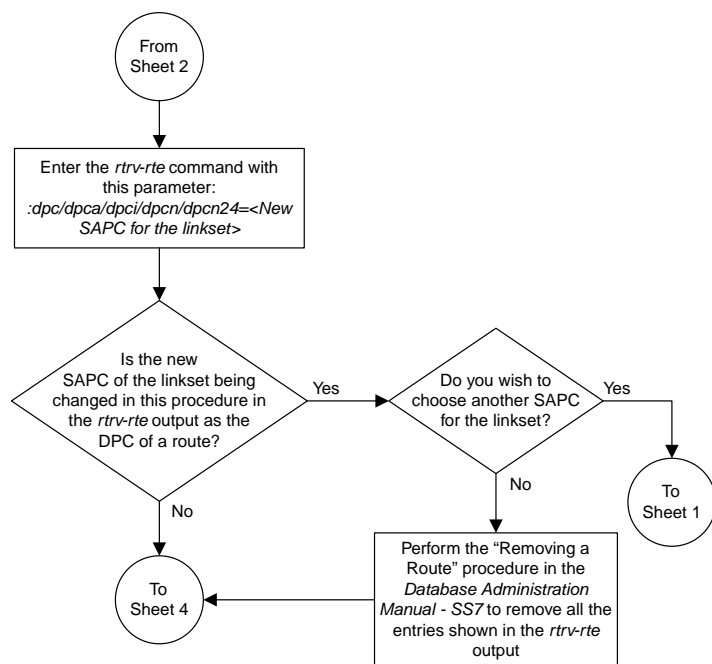 From
Sheet 2
Enter the rtrv-rte command with
this parameter:
:dpc/dpca/dpci/dpcn/dpcn24=<New
SAPC for the linkset>
Is the new
SAPC of the linkset being
changed in this procedure in
the rtrv-rte output as the
DPC of a route?
Yes
No
Do you wish to
choose another SAPC
for the linkset?
Yes
No
To
Sheet 1
Perform the “Removing a
Route” procedure in the
Database Administration
Manual - SS7 to remove all the
entries shown in the rtrv-rte
output
To
Sheet 4